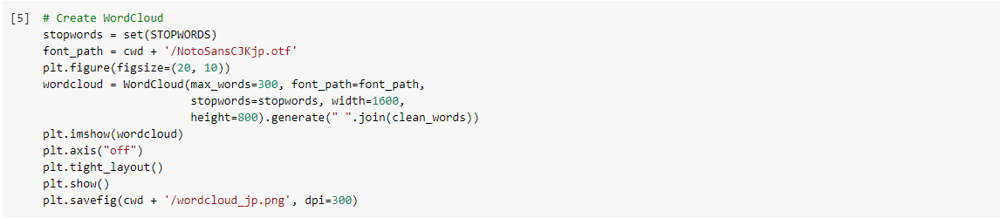 [5] # Create WordCloud
stopwords = set(STOPWORDS)
font_path = cwd + '/NotoSansCJKjp.otf'
plt.figure(figsize=(20, 10))
wordcloud = WordCloud(max_words=300, font_path=font_path,
                      stopwords=stopwords, width=1600,
                      height=800).generate(" ".join(clean_words))
plt.imshow(wordcloud)
plt.axis("off")
plt.tight_layout()
plt.show()
plt.savefig(cwd + '/wordcloud_jp.png', dpi=300)